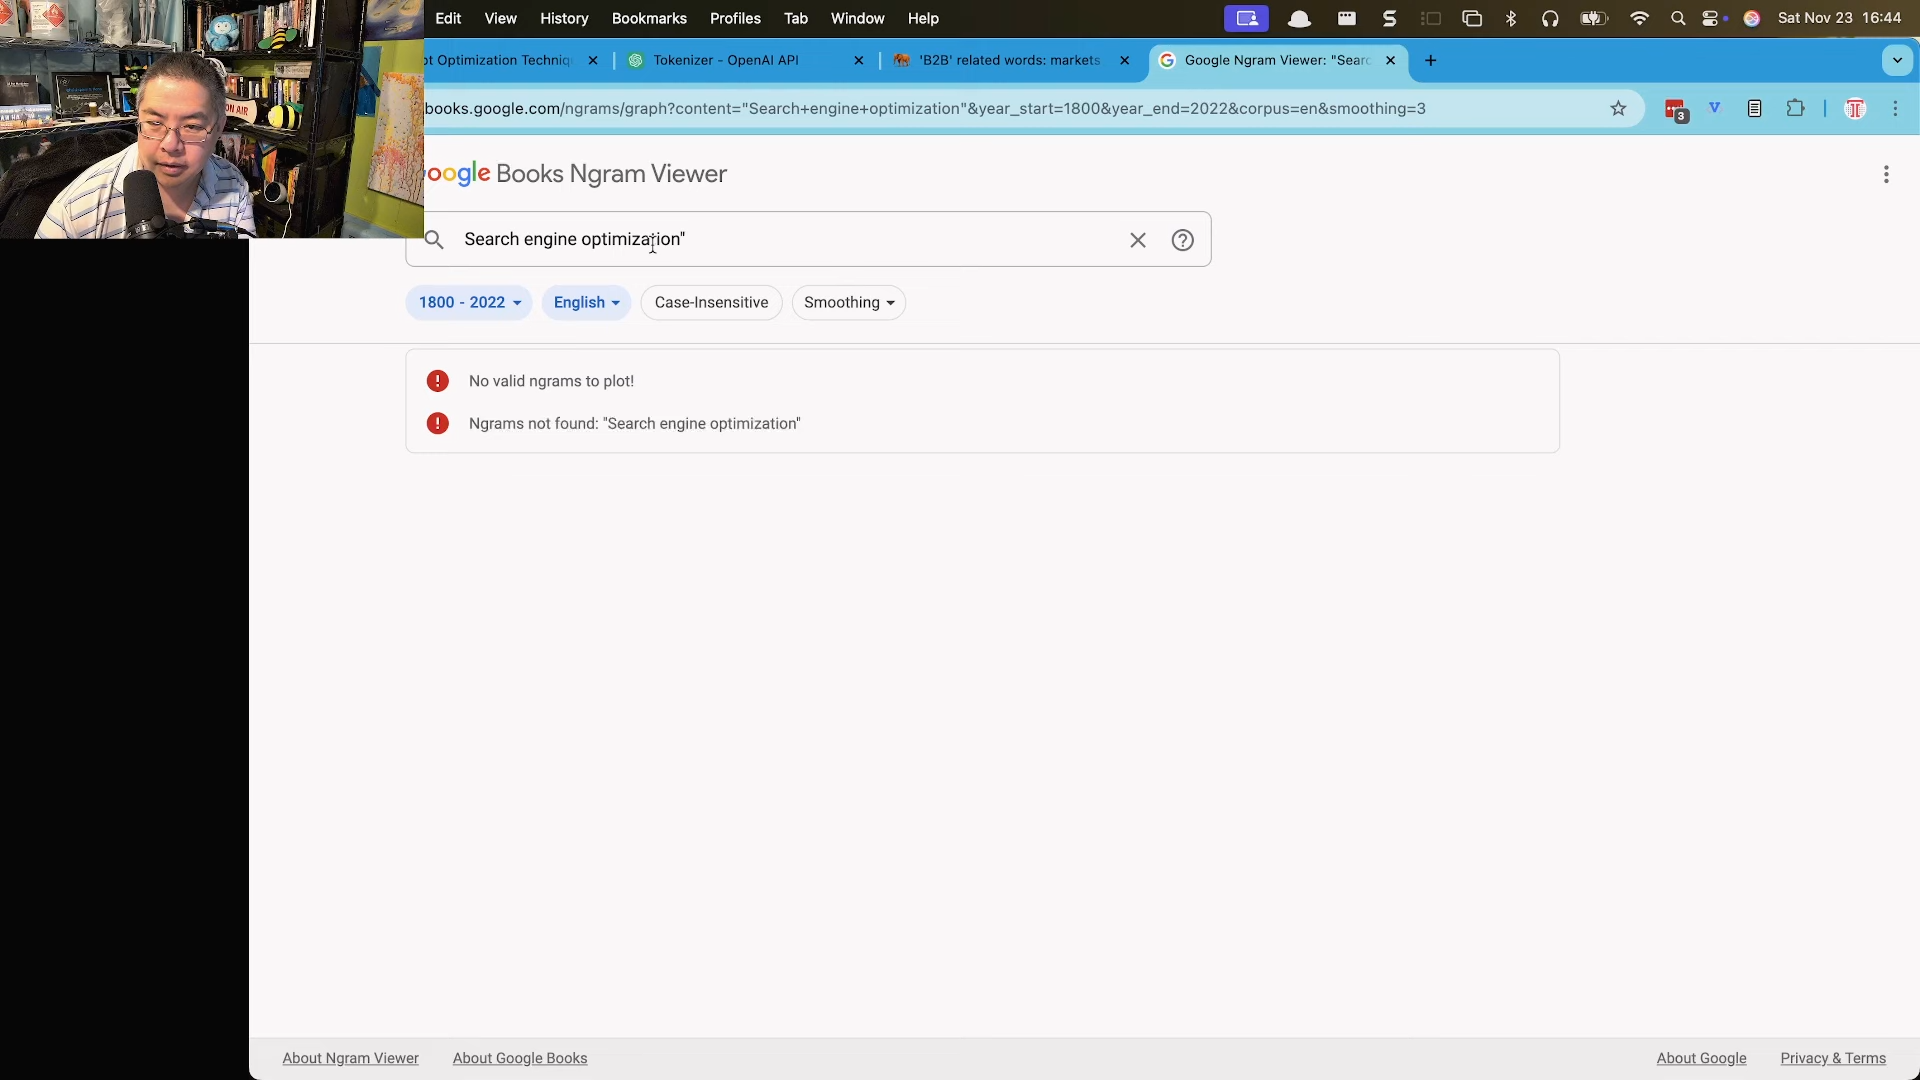 Edit View History Bookmarks Profiles Tab Window Help
Sat Nov 23 16:44
ot Optimization Techniq
Tokenizer - OpenAI API
'B2B' related words: markets
Google Ngram Viewer: "Searc
books.google.com/ngrams/graph?content="Search+engine+optimization"&year_start=1800&year_end=2022&corpus=en&smoothing=3
3
oogle Books Ngram Viewer
Search engine optimization"
1800 - 2022
English
Case-Insensitive
Smoothing
No valid ngrams to plot!
Ngrams not found: "Search engine optimization"
ON AIR
About Ngram Viewer
About Google Books
About Google
Privacy & Terms